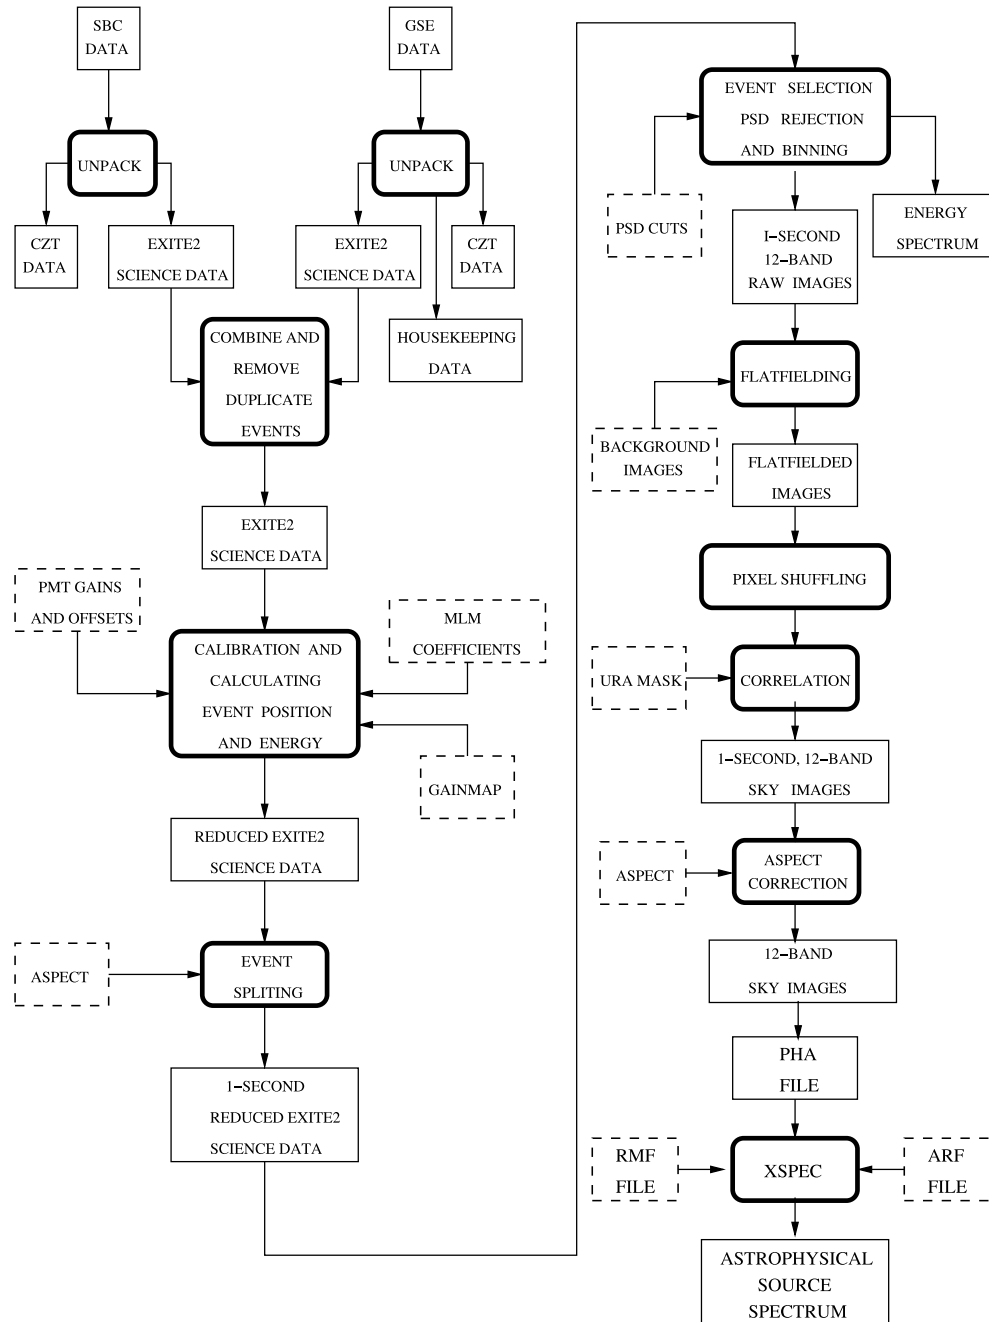 SBC
DATA
GSE
DATA
UNPACK
UNPACK
CZT
DATA
EXITE2
SCIENCE DATA
EXITE2
SCIENCE DATA
CZT
DATA
COMBINE AND
REMOVE
DUPLICATE
EVENTS
HOUSEKEEPING
DATA
EXITE2
SCIENCE DATA
PMT GAINS
AND OFFSETS
MLM
COEFFICIENTS
CALIBRATION AND
CALCULATING
EVENT POSITION
AND ENERGY
GAINMAP
REDUCED EXITE2
SCIENCE DATA
ASPECT
EVENT
SPLITING
1-SECOND
REDUCED EXITE2
SCIENCE DATA
EVENT SELECTION
PSD REJECTION
AND BINNING
PSD CUTS
I-SECOND
12-BAND
RAW IMAGES
ENERGY
SPECTRUM
FLATFIELDING
BACKGROUND
IMAGES
FLATFIELDED
IMAGES
PIXEL SHUFFLING
URA MASK
CORRELATION
1-SECOND, 12-BAND
SKY IMAGES
ASPECT
ASPECT
CORRECTION
12-BAND
SKY IMAGES
PHA
FILE
RMF
FILE
XSPEC
ARF
FILE
ASTROPHYSICAL
SOURCE
SPECTRUM